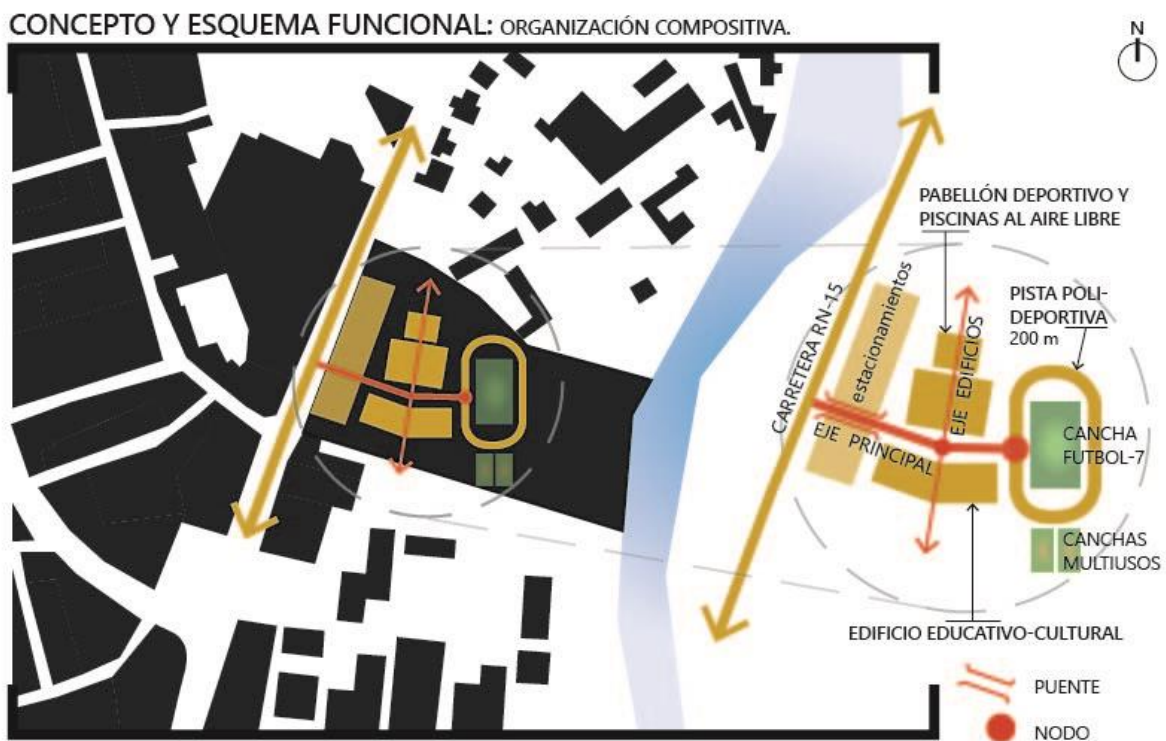 CONCEPTO Y ESQUEMA FUNCIONAL: ORGANIZACIÓN COMPOSITIVA.
N
PABELLÓN DEPORTIVO Y
PISCINAS AL AIRE LIBRE
PISTA POLI-
DEPORTIVA
200 m
CARRETERA RN-15
estacionamientos
EJE EDIFICIOS
EJE PRINCIPAL
CANCHA
FUTBOL-7
CANCHAS
MULTIUSOS
EDIFICIO EDUCATIVO-CULTURAL
PUENTE
NODO